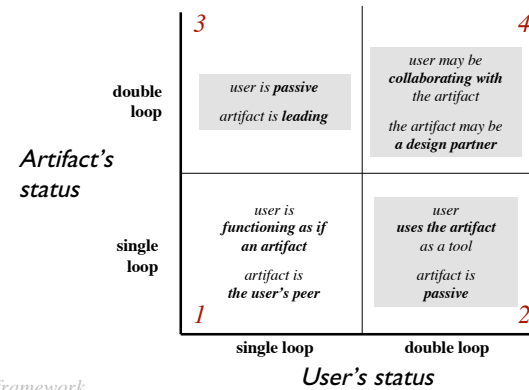 3
4
double
loop
user is passive
artifact is leading
user may be
collaborating with
the artifact
the artifact may be
a design partner
Artifact's
status
single
loop
user is
functioning as if
an artifact
artifact is
the user's peer
user
uses the artifact
as a tool
artifact is
passive
1
2
single loop
double loop
User's status
framework